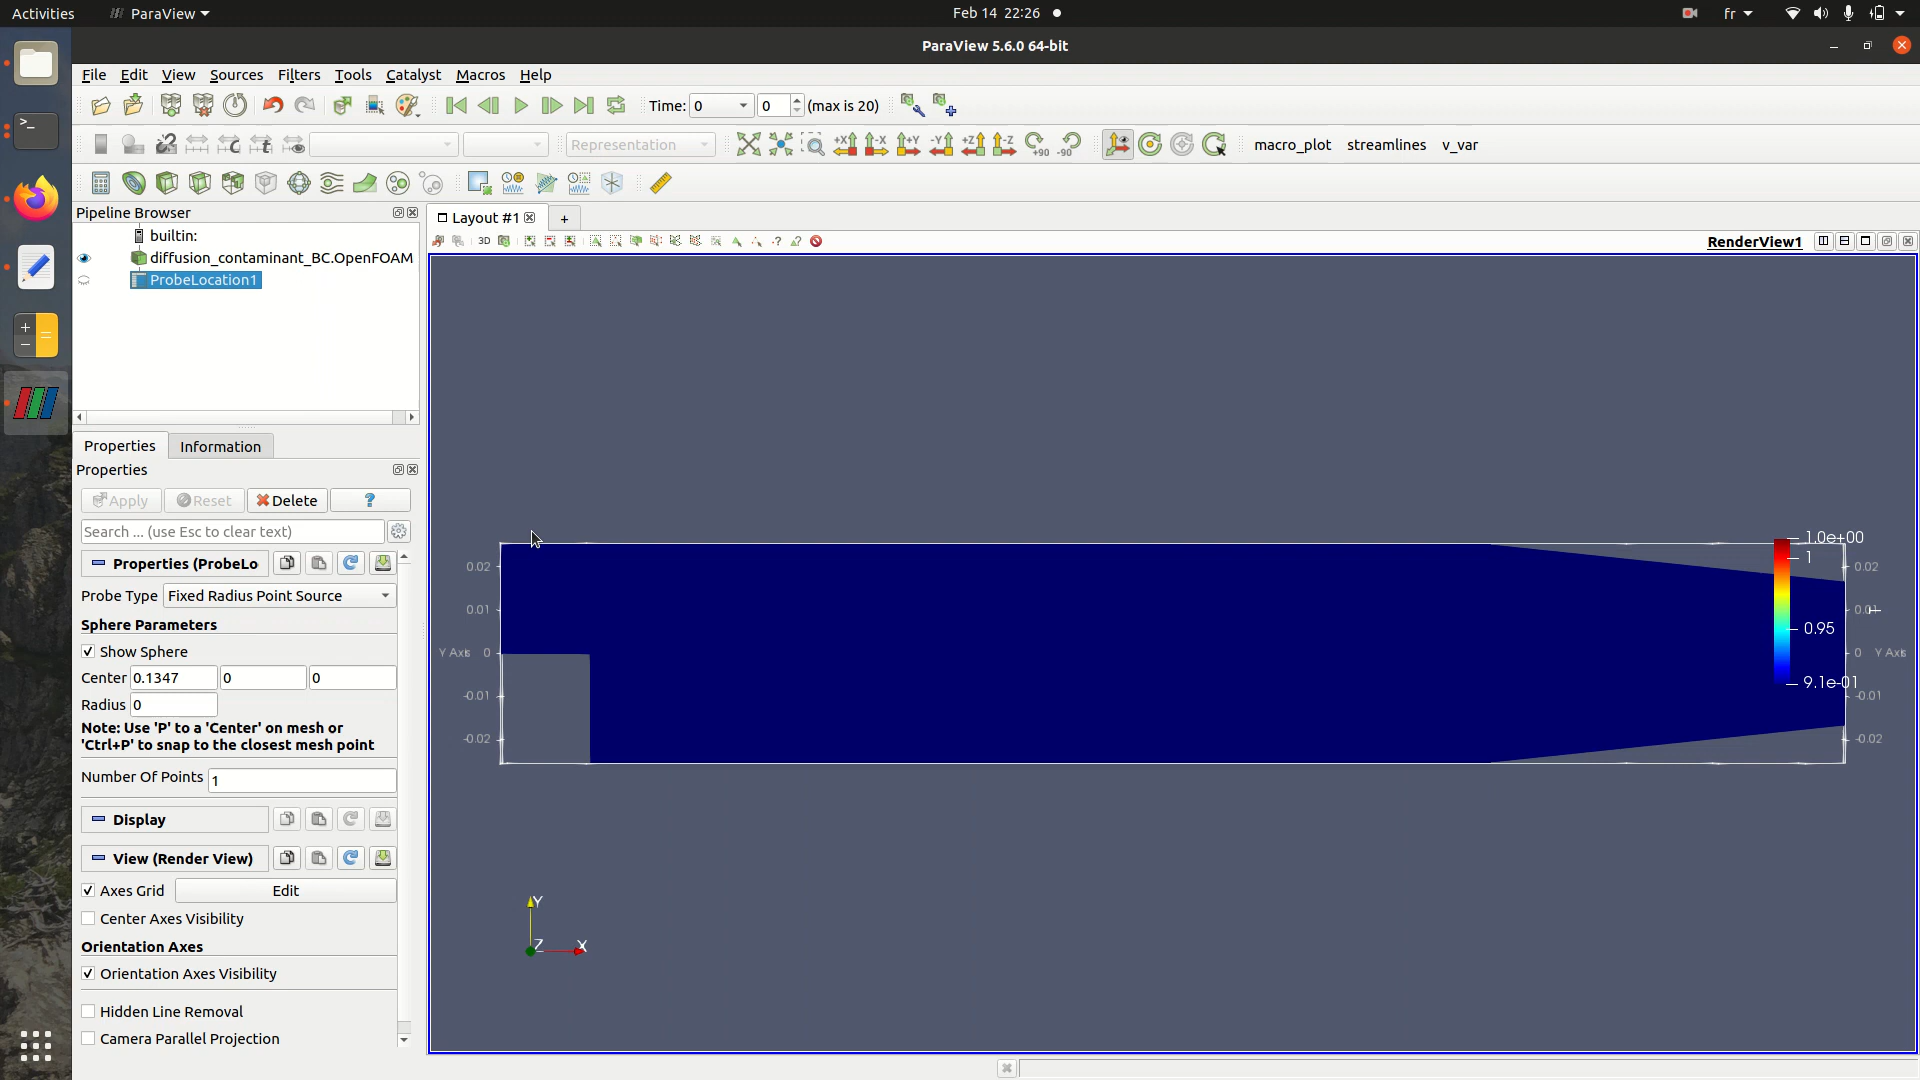 Activities ParaView Feb 14 22:26 fr
ParaView 5.6.0 64-bit
File Edit View Sources Filters Tools Catalyst Macros Help
Time: 0 0 (max is 20)
Representation +90 -90 macro_plot streamlines v_var
Pipeline Browser
Layout #1 +
builtin:
3D
RenderView1
diffusion_contaminant_BC.OpenFOAM
ProbeLocation1
Properties Information
Properties
Apply Reset Delete ?
Search ... (use Esc to clear text)
Properties (ProbeLo
Probe Type Fixed Radius Point Source
Sphere Parameters
Show Sphere
Center 0.1347 0 0
Radius 0
Note: Use 'P' to a 'Center' on mesh or
'Ctrl+P' to snap to the closest mesh point
Number Of Points 1
Display
View (Render View)
Axes Grid Edit
Center Axes Visibility
Orientation Axes
Orientation Axes Visibility
Hidden Line Removal
Camera Parallel Projection
0.02
0.01
Y Axis 0
-0.01
-0.02
1.0e+00
1
0.95
9.1e-01
T
0.02
0.01
0 Y Axis
-0.01
-0.02
Y
Z X